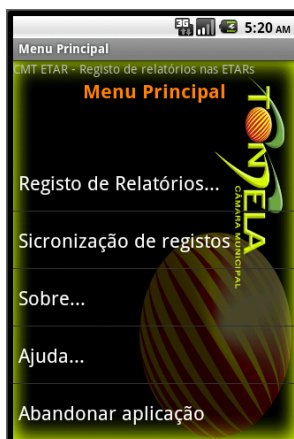 3G 5:20 AM
Menu Principal
CMT ETAR - Registo de relatórios nas ETARs
Menu Principal
TONDELA
CÂMARA MUNICIPAL
Registo de Relatórios...
Sicronização de registos
Sobre...
Ajuda...
Abandonar aplicação